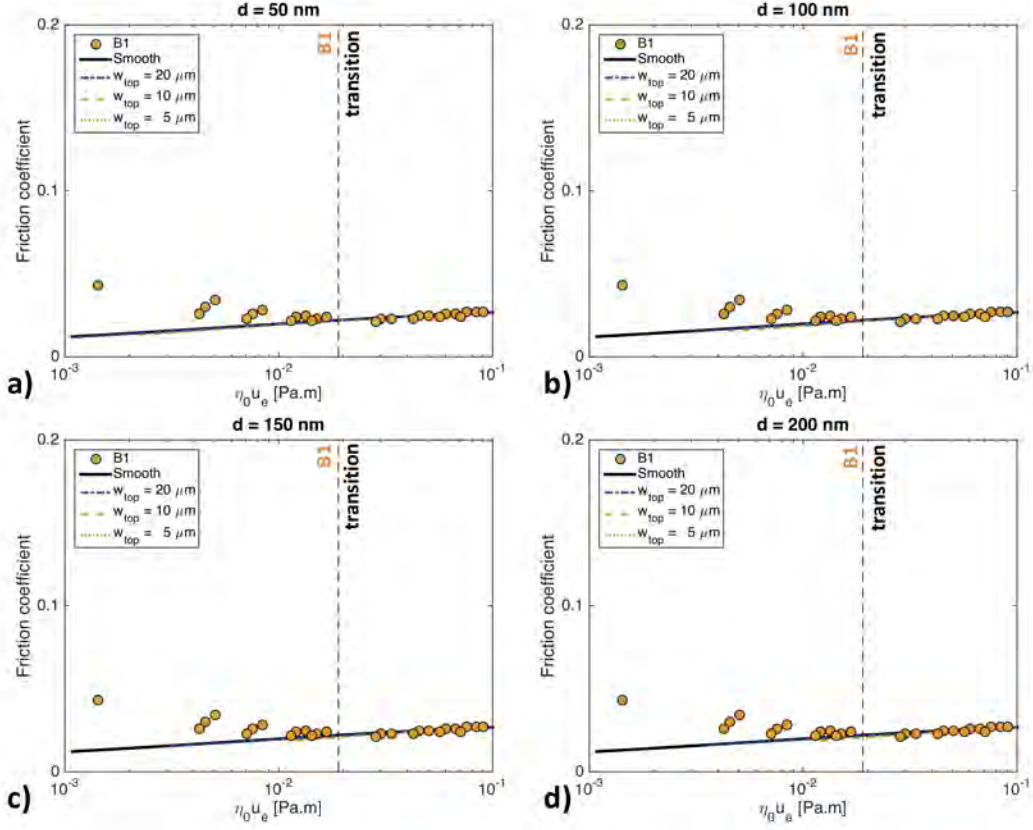 d = 50 nm
0.2
B1
Smooth
w_top = 20 μm
w_top = 10 μm
w_top = 5 μm
B1
transition
Friction coefficient
0.1
0
10^-3
10^-2
10^-1
η_0u_e [Pa.m]
a)
d = 100 nm
0.2
B1
Smooth
w_top = 20 μm
w_top = 10 μm
w_top = 5 μm
B1
transition
Friction coefficient
0.1
0
10^-3
10^-2
10^-1
η_0u_e [Pa.m]
b)
d = 150 nm
0.2
B1
Smooth
w_top = 20 μm
w_top = 10 μm
w_top = 5 μm
B1
transition
Friction coefficient
0.1
0
10^-3
10^-2
10^-1
η_0u_e [Pa.m]
c)
d = 200 nm
0.2
B1
Smooth
w_top = 20 μm
w_top = 10 μm
w_top = 5 μm
B1
transition
Friction coefficient
0.1
0
10^-3
10^-2
10^-1
η_0u_e [Pa.m]
d)